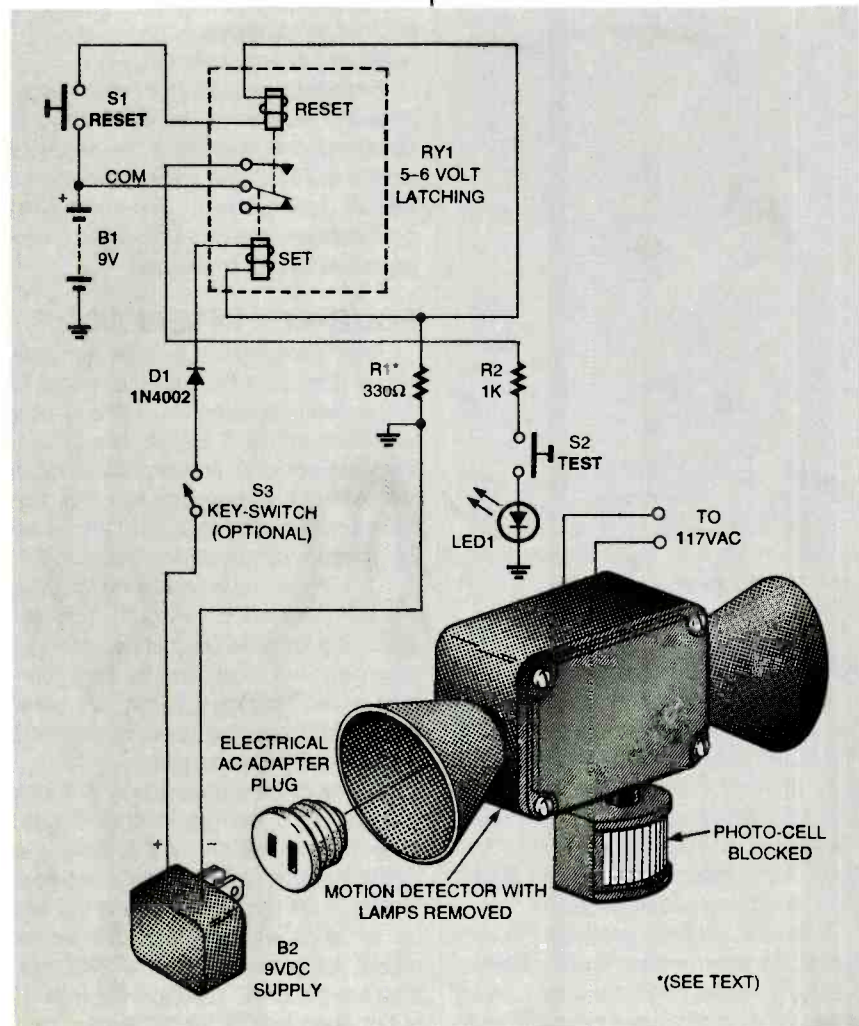 S1
RESET
RESET
RY1
5–6 VOLT
LATCHING
COM
+
B1
9V
SET
D1
1N4002
R1*
330Ω
R2
1K
S3
KEY-SWITCH
(OPTIONAL)
S2
TEST
LED1
TO
117VAC
ELECTRICAL
AC ADAPTER
PLUG
+
–
PHOTO-CELL
BLOCKED
MOTION DETECTOR WITH
LAMPS REMOVED
B2
9VDC
SUPPLY
*(SEE TEXT)